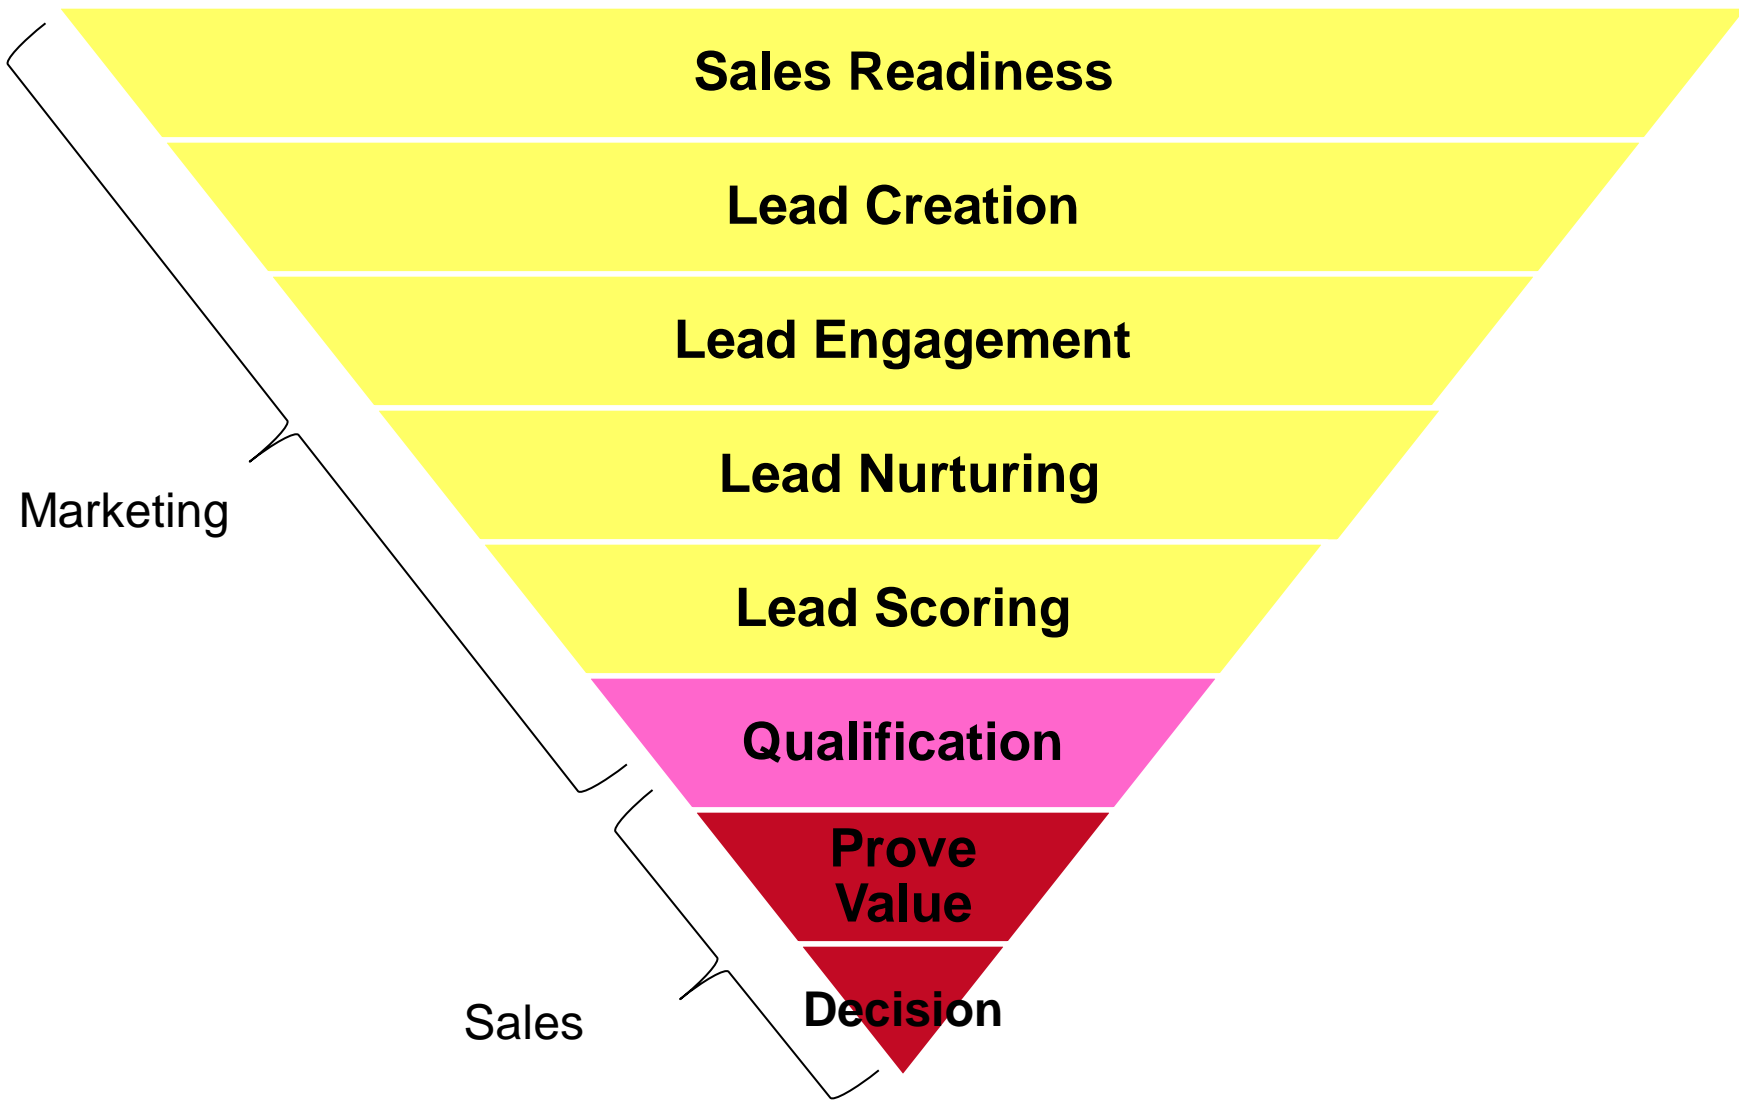 Sales Readiness
Lead Creation
Lead Engagement
Lead Nurturing
Marketing
Lead Scoring
Qualification
Prove
Value
Decision
Sales